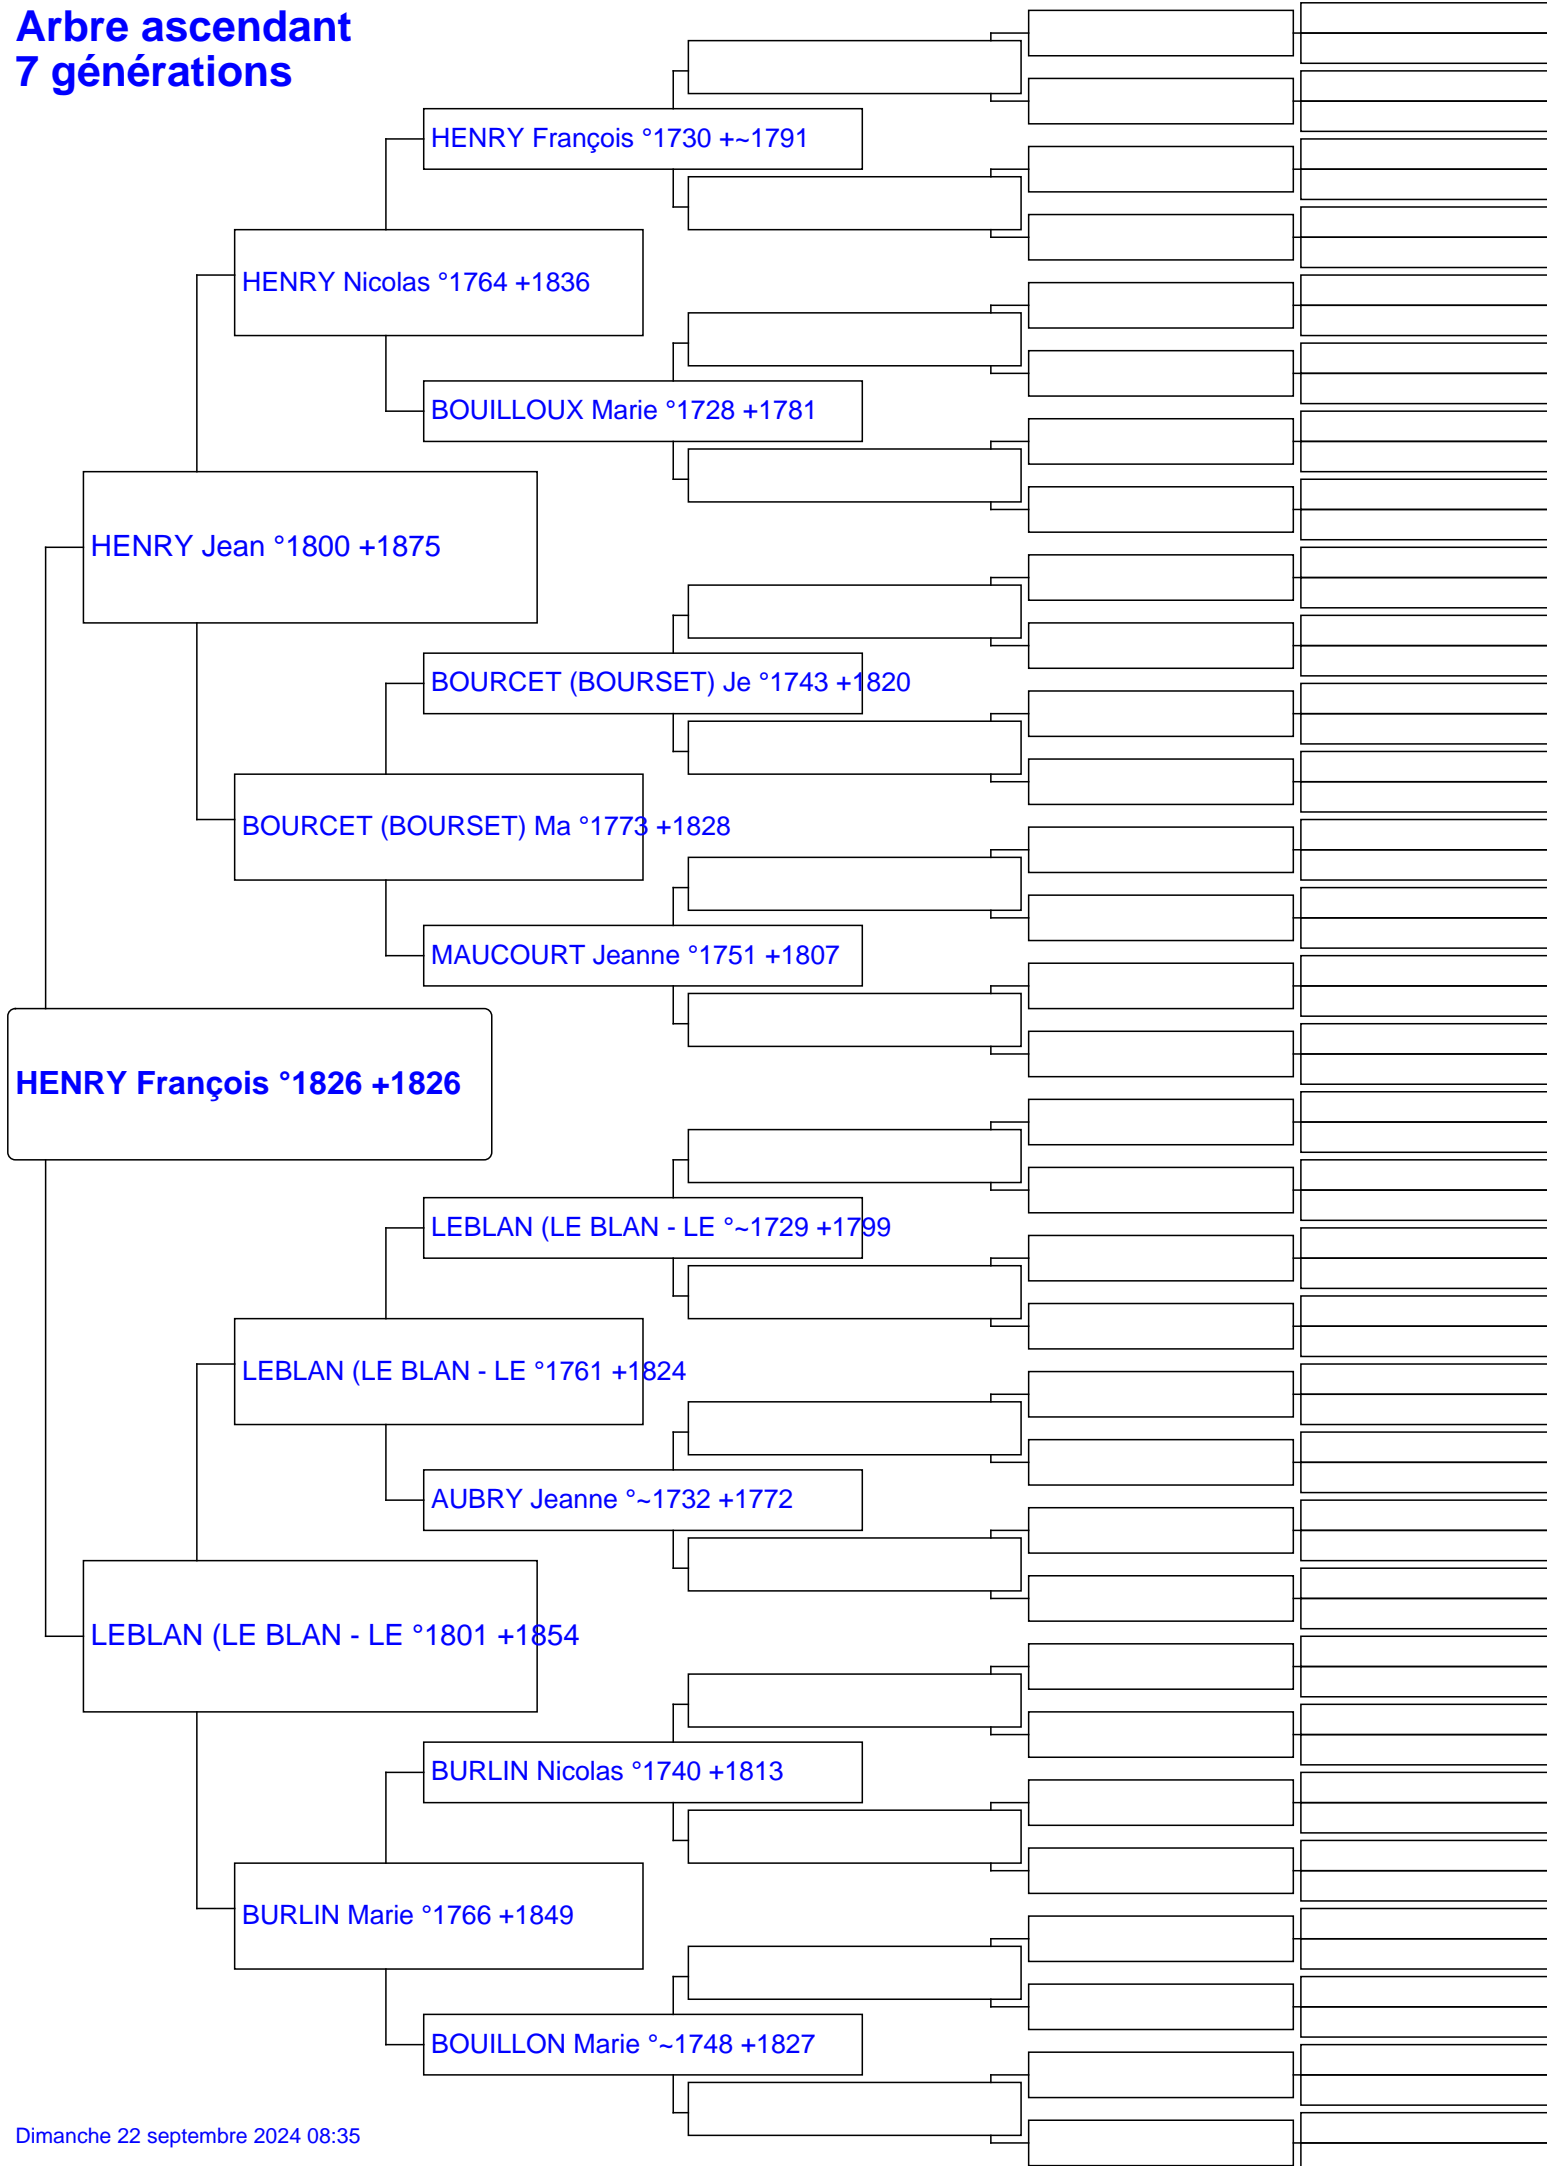 Arbre ascendant
7 générations
HENRY François °1730 +~1791
HENRY Nicolas °1764 +1836
BOUILLOUX Marie °1728 +1781
HENRY Jean °1800 +1875
BOURCET (BOURSET) Je °1743 +1820
BOURCET (BOURSET) Ma °1773 +1828
MAUCOURT Jeanne °1751 +1807
HENRY François °1826 +1826
LEBLAN (LE BLAN - LE °~1729 +1799
LEBLAN (LE BLAN - LE °1761 +1824
AUBRY Jeanne °~1732 +1772
LEBLAN (LE BLAN - LE °1801 +1854
BURLIN Nicolas °1740 +1813
BURLIN Marie °1766 +1849
BOUILLON Marie °~1748 +1827
Dimanche 22 septembre 2024 08:35